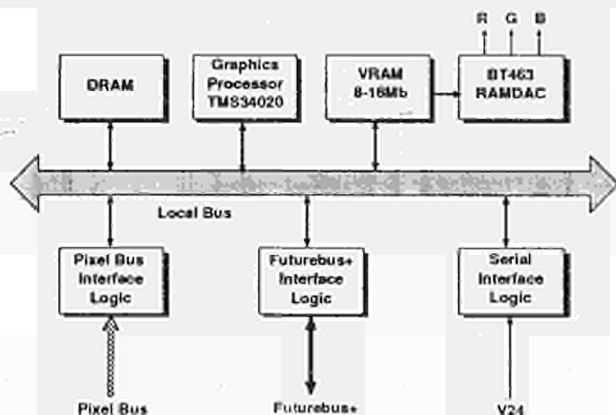 R G B
DRAM
Graphics
Processor
TMS34020
VRAM
8-16Mb
BT463
RAMDAC
Local Bus
Pixel Bus
Interface
Logic
Futurebus+
Interface
Logic
Serial
Interface
Logic
Pixel Bus
Futurebus+
V24